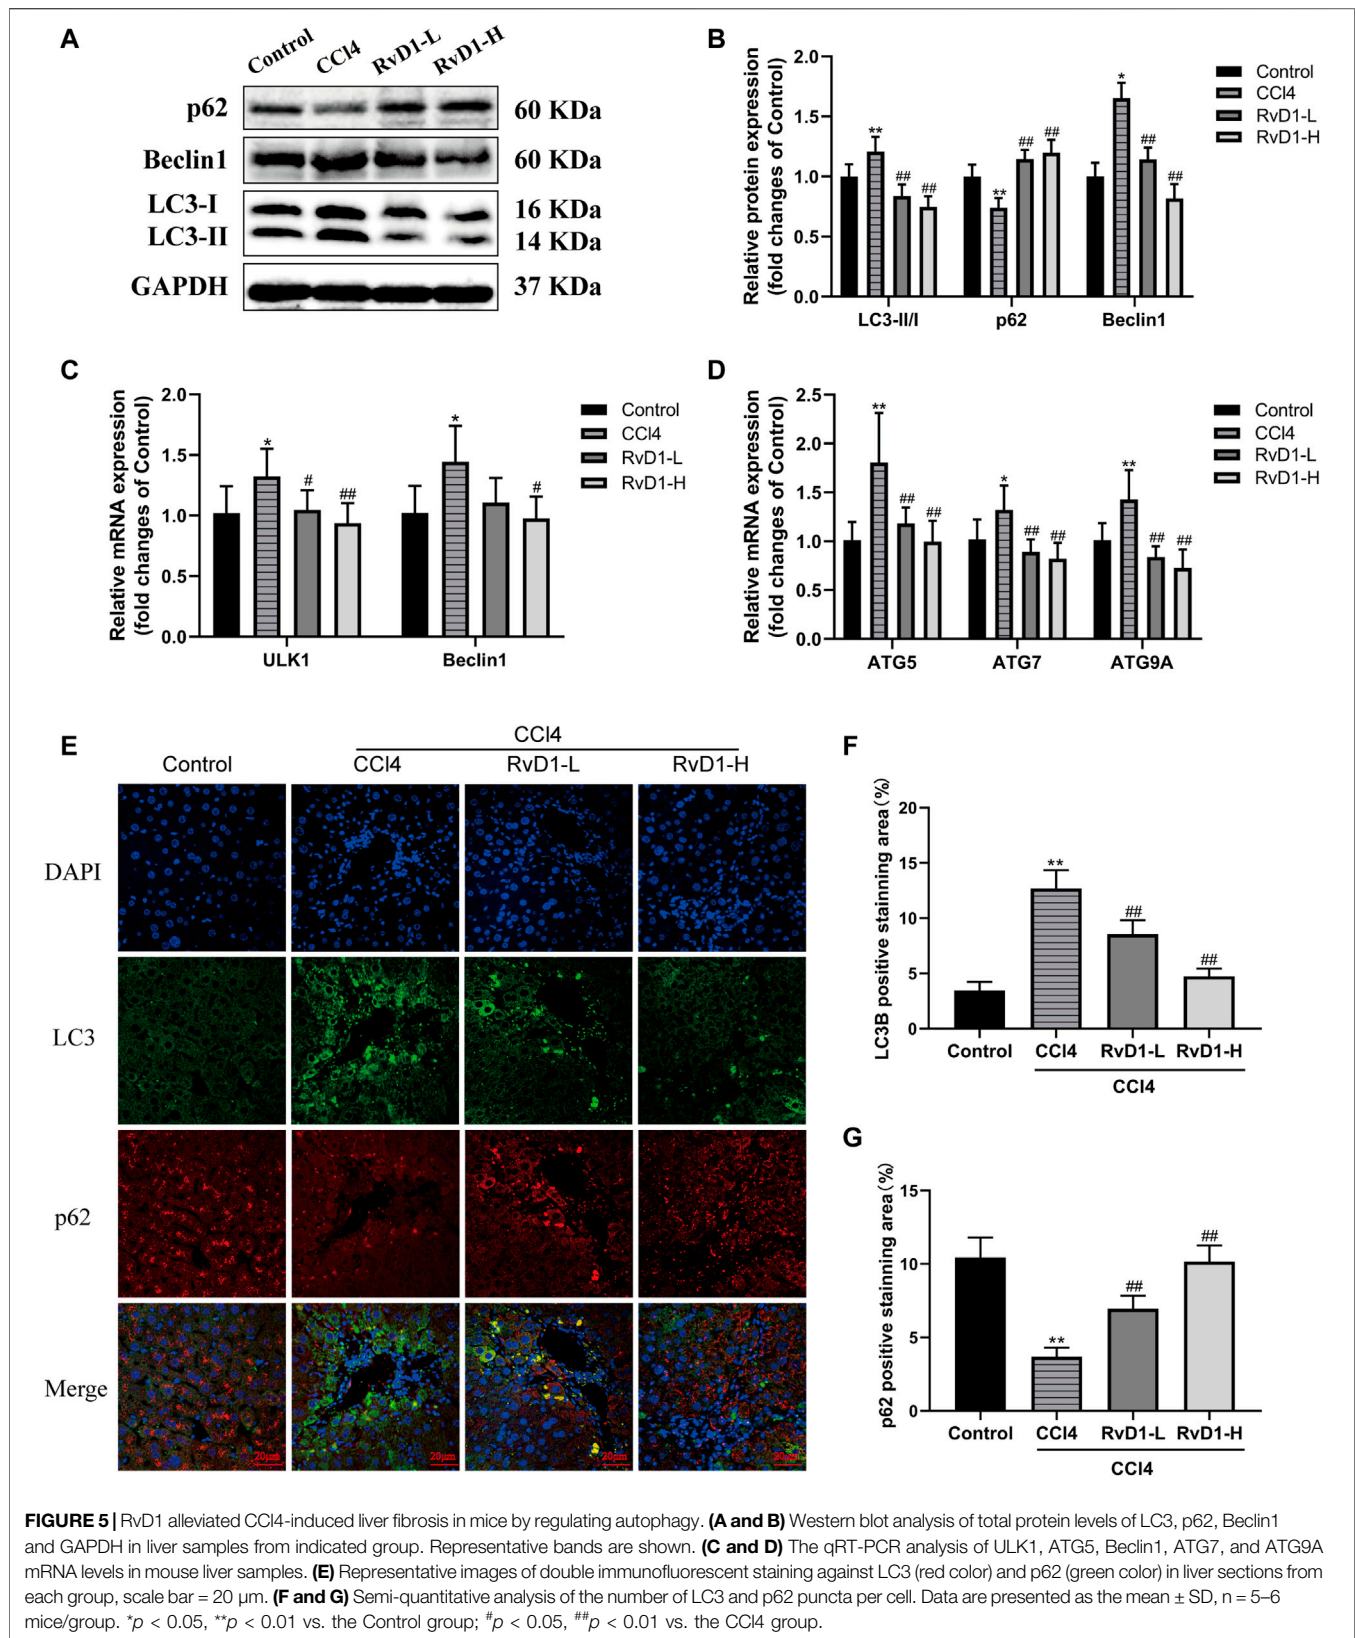 A
Control
CCl4
RvD1-L
RvD1-H
p62
60 KDa
Beclin1
60 KDa
LC3-I
16 KDa
LC3-II
14 KDa
GAPDH
37 KDa
B
Relative protein expression
(fold changes of Control)
2.0
1.5
1.0
0.5
0.0
**
##
##
**
##
##
*
##
##
LC3-II/I
p62
Beclin1
Control
CCl4
RvD1-L
RvD1-H
C
Relative mRNA expression
(fold changes of Control)
2.0
1.5
1.0
0.5
0.0
*
#
##
*
#
ULK1
Beclin1
Control
CCl4
RvD1-L
RvD1-H
D
Relative mRNA expression
(fold changes of Control)
2.5
2.0
1.5
1.0
0.5
0.0
**
##
##
*
##
##
**
##
##
ATG5
ATG7
ATG9A
Control
CCl4
RvD1-L
RvD1-H
E
CCl4
Control
CCl4
RvD1-L
RvD1-H
DAPI
LC3
p62
Merge
20µm
20µm
20µm
20µm
F
LC3B positive stainning area(%)
20
15
10
5
0
**
##
##
Control
CCl4
RvD1-L
RvD1-H
CCl4
G
p62 positive stainning area(%)
15
10
5
0
**
##
##
Control
CCl4
RvD1-L
RvD1-H
CCl4
FIGURE 5 | RvD1 alleviated CCl4-induced liver fibrosis in mice by regulating autophagy. (A and B) Western blot analysis of total protein levels of LC3, p62, Beclin1
and GAPDH in liver samples from indicated group. Representative bands are shown. (C and D) The qRT-PCR analysis of ULK1, ATG5, Beclin1, ATG7, and ATG9A
mRNA levels in mouse liver samples. (E) Representative images of double immunofluorescent staining against LC3 (red color) and p62 (green color) in liver sections from
each group, scale bar = 20 µm. (F and G) Semi-quantitative analysis of the number of LC3 and p62 puncta per cell. Data are presented as the mean ± SD, n = 5–6
mice/group. *p < 0.05, **p < 0.01 vs. the Control group; #p < 0.05, ##p < 0.01 vs. the CCl4 group.